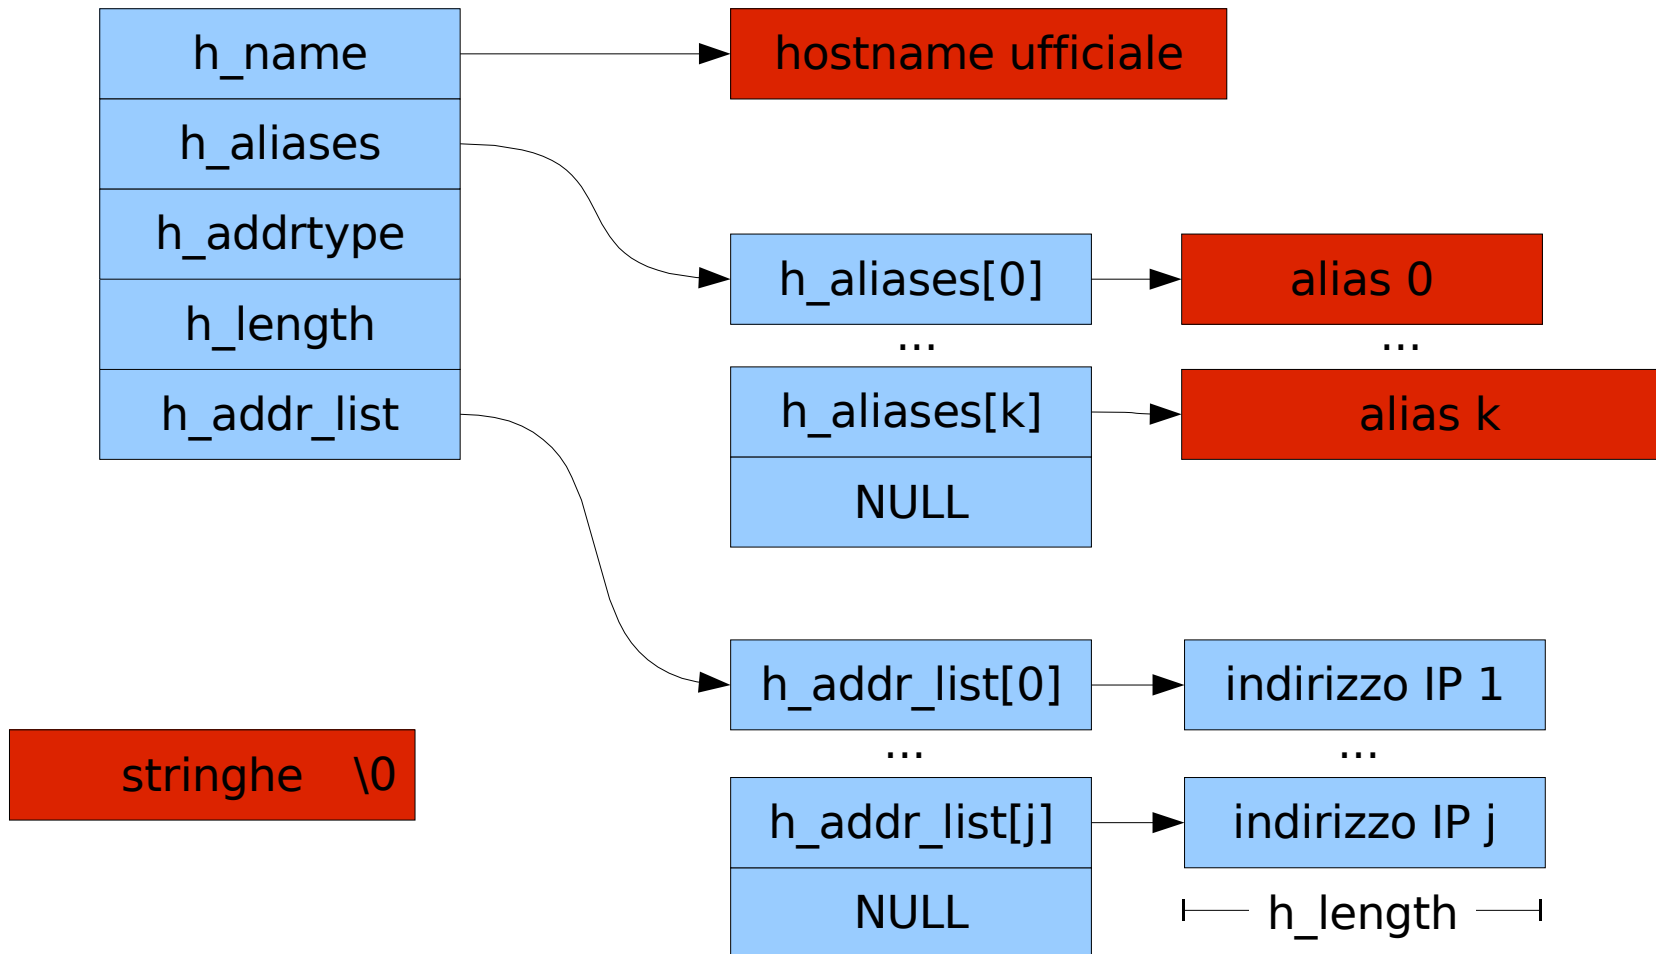 h_name
hostname ufficiale
h_aliases
h_addrtype
h_length
h_addr_list
h_aliases[0]
alias 0
...
...
h_aliases[k]
alias k
NULL
h_addr_list[0]
indirizzo IP 1
...
...
stringhe \0
h_addr_list[j]
indirizzo IP j
NULL
h_length